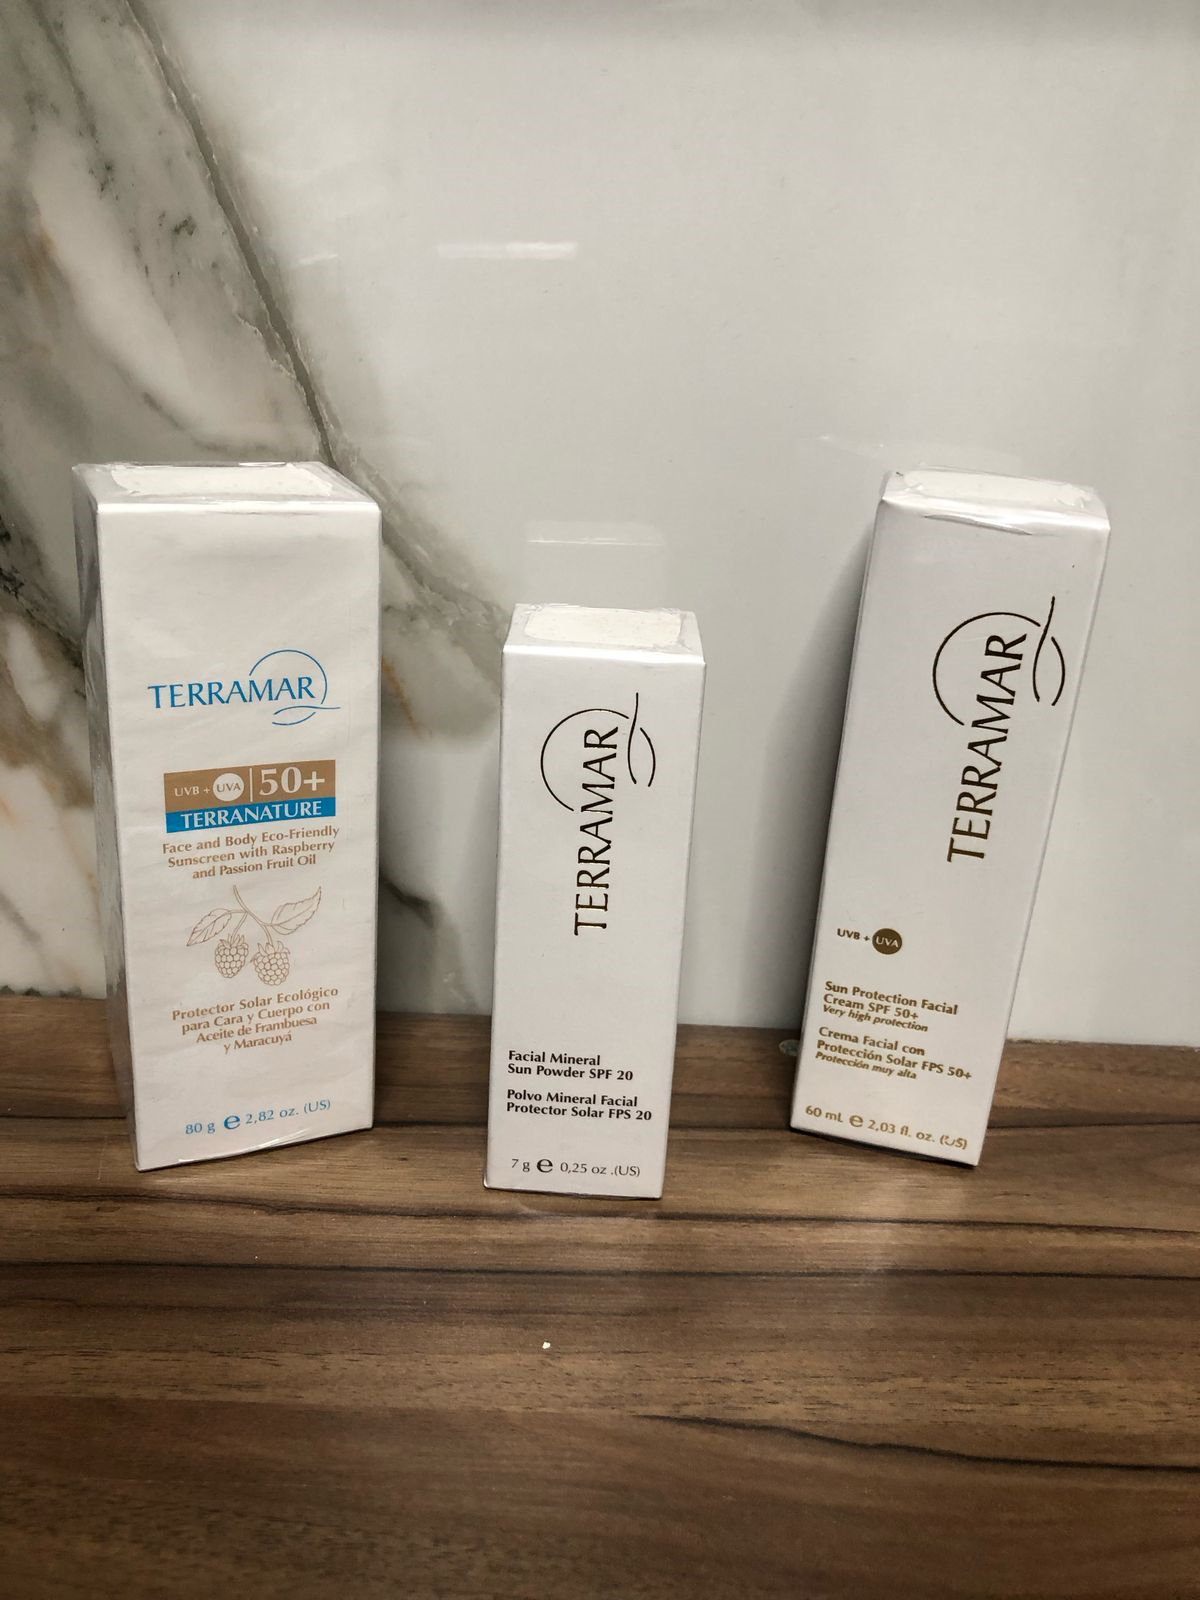 TERRAMAR
UVB + UVA 50+
TERRANATURE
Face and Body Eco-Friendly
Sunscreen with Raspberry
and Passion Fruit Oil
Protector Solar Ecológico
para Cara y Cuerpo con
Aceite de Frambuesa
y Maracuyá
80 g e 2,82 oz. (US)
TERRAMAR
Facial Mineral
Sun Powder SPF 20
Polvo Mineral Facial
Protector Solar FPS 20
7 g e 0,25 oz .(US)
TERRAMAR
UVB + UVA
Sun Protection Facial
Cream SPF 50+
Very high protection
Crema Facial con
Protección Solar FPS 50+
Protección muy alta
60 mL e 2,03 fl. oz. (US)